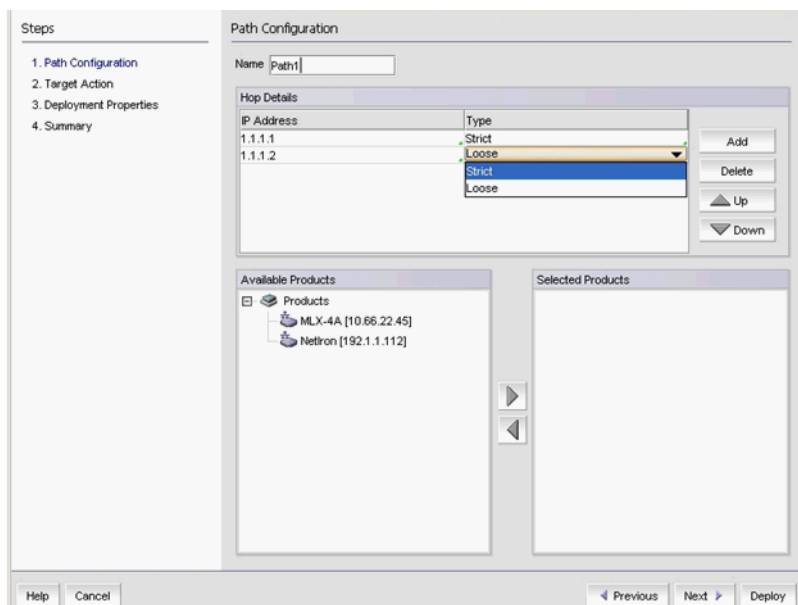 Steps
1. Path Configuration
2. Target Action
3. Deployment Properties
4. Summary
Path Configuration
Name Path1
Hop Details
IP Address Type
1.1.1.1 Strict
1.1.1.2 Loose
Strict
Loose
Add
Delete
Up
Down
Available Products
Products
MLX-4A [10.66.22.45]
NetIron [192.1.1.112]
Selected Products
Help Cancel Previous Next Deploy